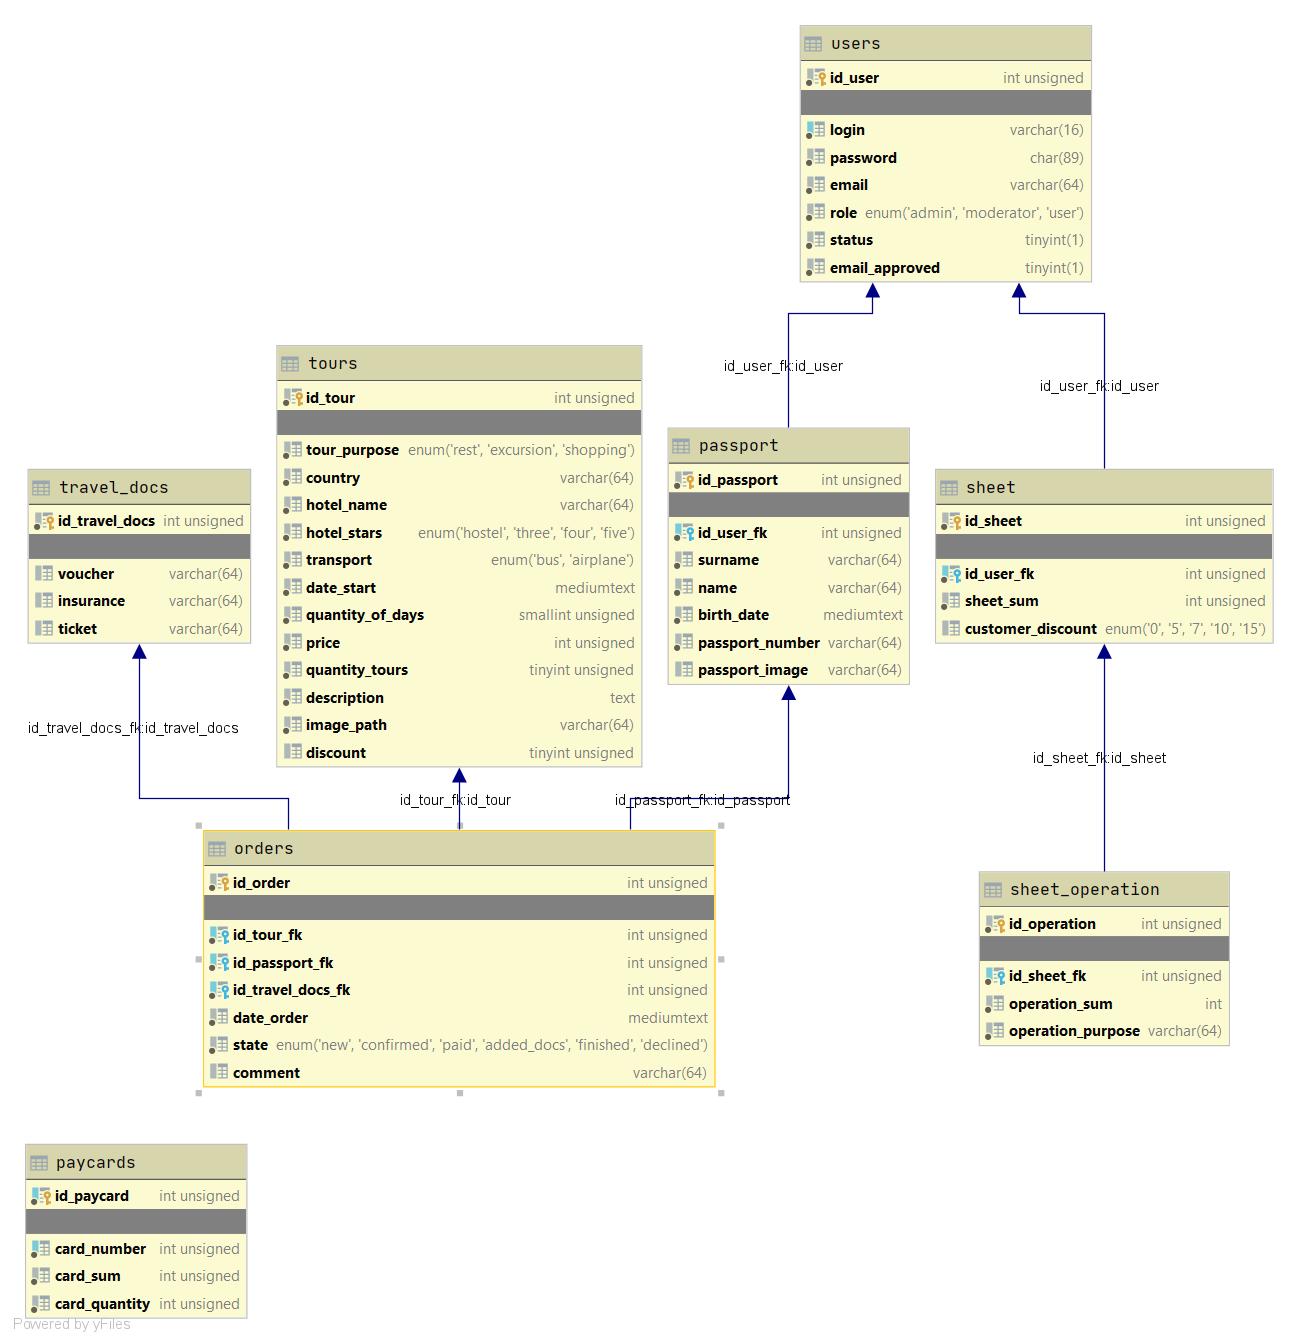 users
id_user int unsigned
login varchar(16)
password char(89)
email varchar(64)
role enum('admin', 'moderator', 'user')
status tinyint(1)
email_approved tinyint(1)
id_user_fk:id_user
id_user_fk:id_user
tours
id_tour int unsigned
tour_purpose enum('rest', 'excursion', 'shopping')
country varchar(64)
hotel_name varchar(64)
hotel_stars enum('hostel', 'three', 'four', 'five')
transport enum('bus', 'airplane')
date_start mediumtext
quantity_of_days smallint unsigned
price int unsigned
quantity_tours tinyint unsigned
description text
image_path varchar(64)
discount tinyint unsigned
passport
id_passport int unsigned
id_user_fk int unsigned
surname varchar(64)
name varchar(64)
birth_date mediumtext
passport_number varchar(64)
passport_image varchar(64)
travel_docs
id_travel_docs int unsigned
voucher varchar(64)
insurance varchar(64)
ticket varchar(64)
sheet
id_sheet int unsigned
id_user_fk int unsigned
sheet_sum int unsigned
customer_discount enum('0', '5', '7', '10', '15')
id_travel_docs_fk:id_travel_docs
id_tour_fk:id_tour
id_passport_fk:id_passport
id_sheet_fk:id_sheet
orders
id_order int unsigned
id_tour_fk int unsigned
id_passport_fk int unsigned
id_travel_docs_fk int unsigned
date_order mediumtext
state enum('new', 'confirmed', 'paid', 'added_docs', 'finished', 'declined')
comment varchar(64)
sheet_operation
id_operation int unsigned
id_sheet_fk int unsigned
operation_sum int
operation_purpose varchar(64)
paycards
id_paycard int unsigned
card_number int unsigned
card_sum int unsigned
card_quantity int unsigned
Powered by yFiles